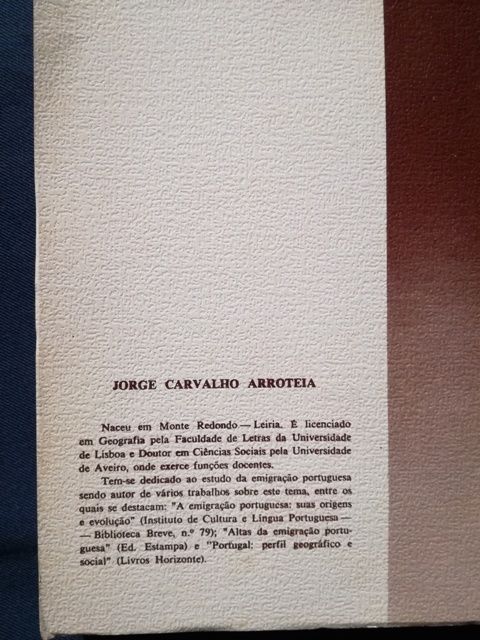 JORGE CARVALHO ARROTEIA
Naceu em Monte Redondo — Leiria. É licenciado
em Geografia pela Faculdade de Letras da Universidade
de Lisboa e Doutor em Ciências Sociais pela Universidade
de Aveiro, onde exerce funções docentes.
Tem-se dedicado ao estudo da emigração portuguesa
sendo autor de vários trabalhos sobre este tema, entre os
quais se destacam: "A emigração portuguesa: suas origens
e evolução" (Instituto de Cultura e Língua Portuguesa —
— Biblioteca Breve, n.º 79); "Altas da emigração portu-
guesa" (Ed. Estampa) e "Portugal: perfil geográfico e
social" (Livros Horizonte).